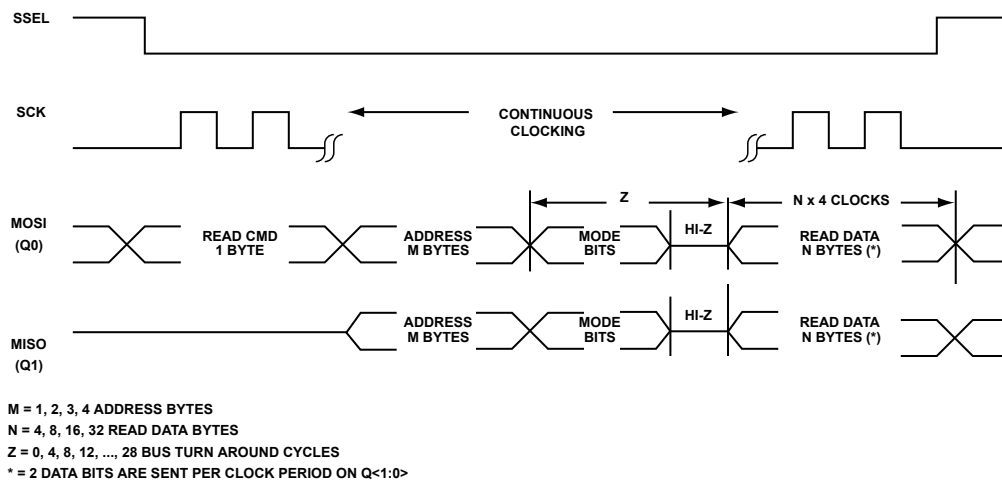 SSEL
SCK
CONTINUOUS
CLOCKING
Z
N x 4 CLOCKS
MOSI
(Q0)
READ CMD
1 BYTE
ADDRESS
M BYTES
MODE
BITS
HI-Z
READ DATA
N BYTES (*)
MISO
(Q1)
ADDRESS
M BYTES
MODE
BITS
HI-Z
READ DATA
N BYTES (*)
M = 1, 2, 3, 4 ADDRESS BYTES
N = 4, 8, 16, 32 READ DATA BYTES
Z = 0, 4, 8, 12, ..., 28 BUS TURN AROUND CYCLES
* = 2 DATA BITS ARE SENT PER CLOCK PERIOD ON Q<1:0>